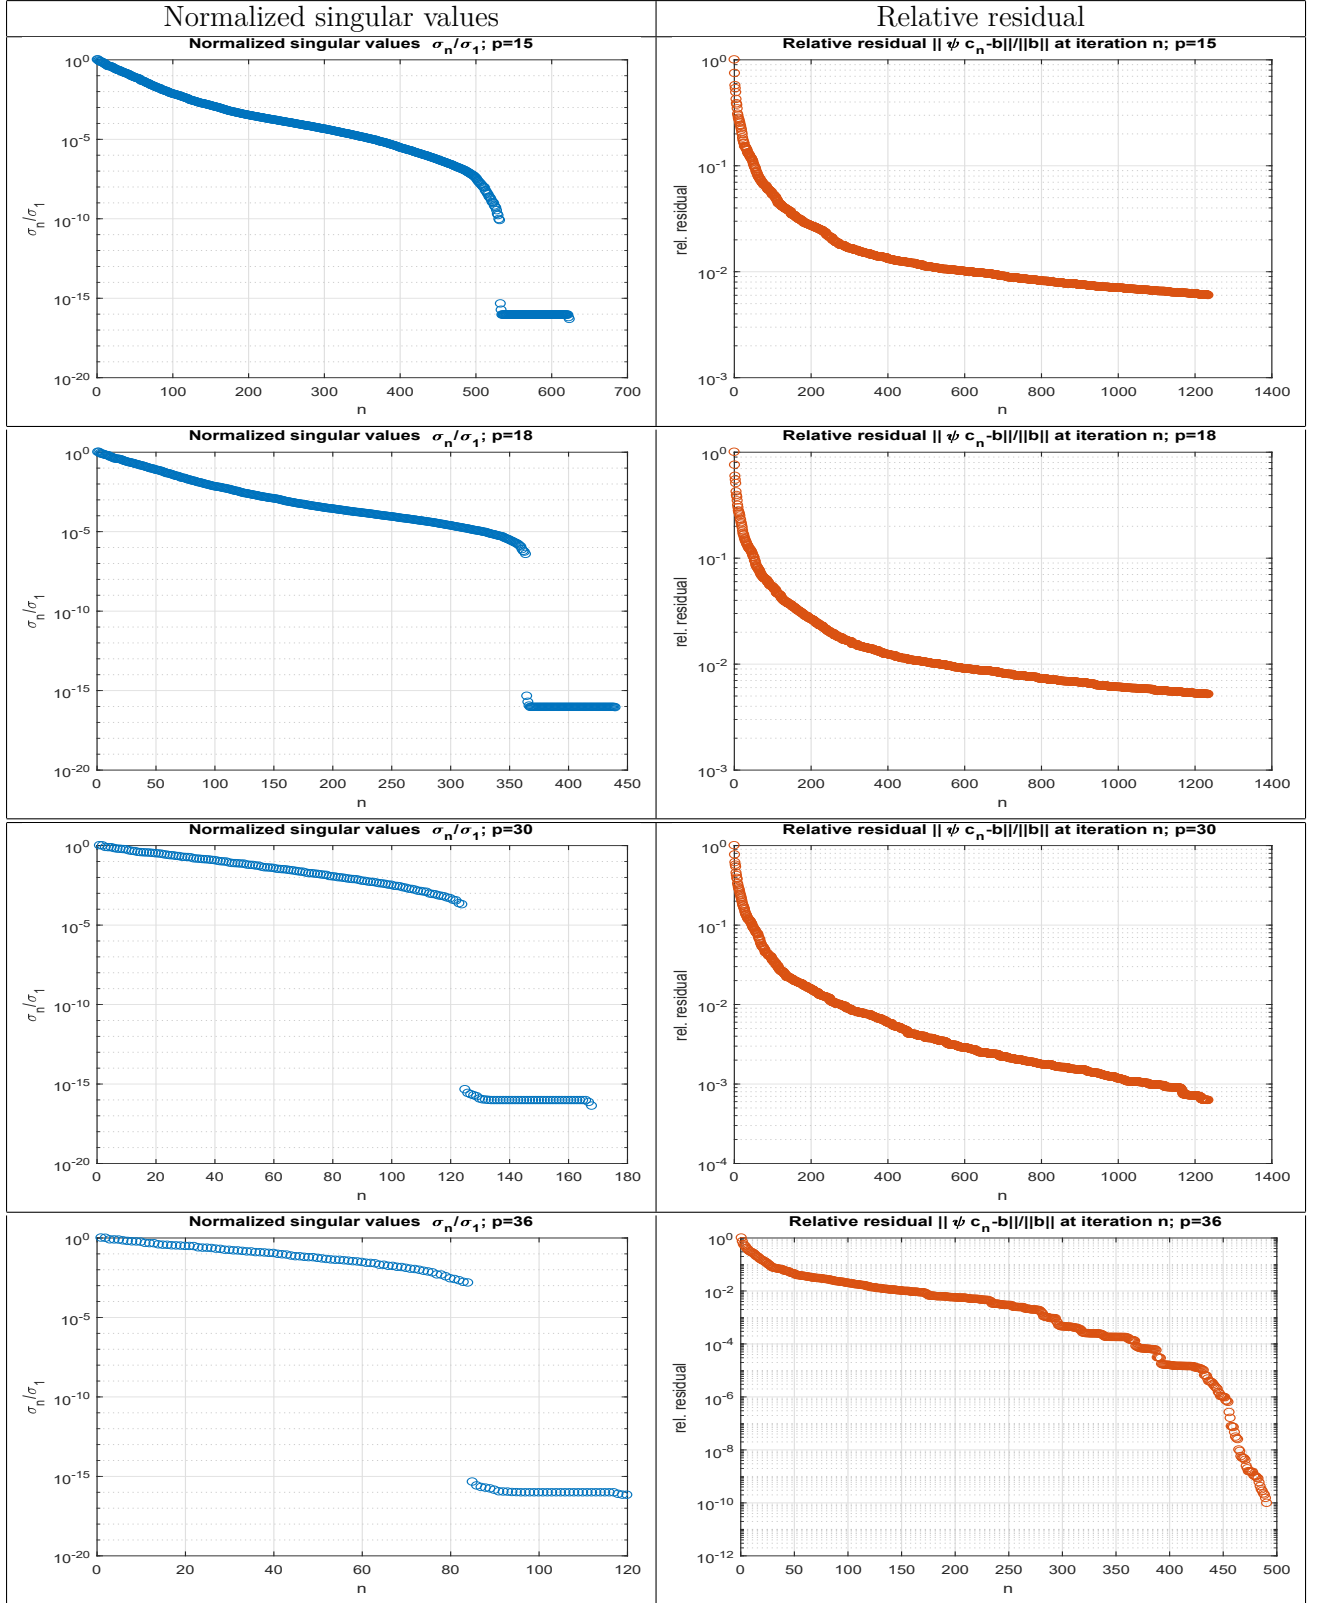 Normalized singular values
Relative residual
Normalized singular values σn/σ1; p=15
10^0
10^-5
10^-10
10^-15
10^-20
σn/σ1
0 100 200 300 400 500 600 700
n
Relative residual || ψ cn-b||/||b|| at iteration n; p=15
10^0
10^-1
10^-2
10^-3
rel. residual
0 200 400 600 800 1000 1200 1400
n
Normalized singular values σn/σ1; p=18
10^0
10^-5
10^-10
10^-15
10^-20
σn/σ1
0 50 100 150 200 250 300 350 400 450
n
Relative residual || ψ cn-b||/||b|| at iteration n; p=18
10^0
10^-1
10^-2
10^-3
rel. residual
0 200 400 600 800 1000 1200 1400
n
Normalized singular values σn/σ1; p=30
10^0
10^-5
10^-10
10^-15
10^-20
σn/σ1
0 20 40 60 80 100 120 140 160 180
n
Relative residual || ψ cn-b||/||b|| at iteration n; p=30
10^0
10^-1
10^-2
10^-3
10^-4
rel. residual
0 200 400 600 800 1000 1200 1400
n
Normalized singular values σn/σ1; p=36
10^0
10^-5
10^-10
10^-15
10^-20
σn/σ1
0 20 40 60 80 100 120
n
Relative residual || ψ cn-b||/||b|| at iteration n; p=36
10^0
10^-2
10^-4
10^-6
10^-8
10^-10
10^-12
rel. residual
0 50 100 150 200 250 300 350 400 450 500
n